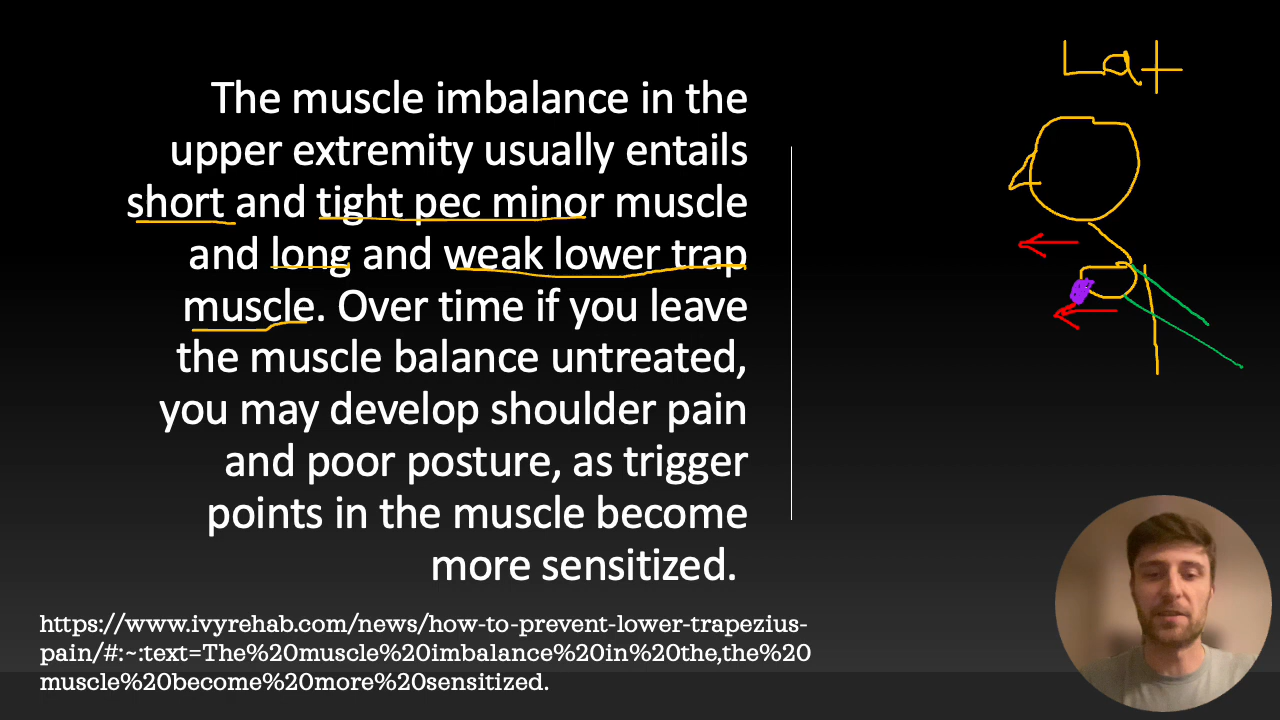 The muscle imbalance in the
upper extremity usually entails
short and tight pec minor muscle
and long and weak lower trap
muscle. Over time if you leave
the muscle balance untreated,
you may develop shoulder pain
and poor posture, as trigger
points in the muscle become
more sensitized.
https://www.ivyrehab.com/news/how-to-prevent-lower-trapezius-
pain/#:~:text=The%20muscle%20imbalance%20in%20the,the%20
muscle%20become%20more%20sensitized.
Lat